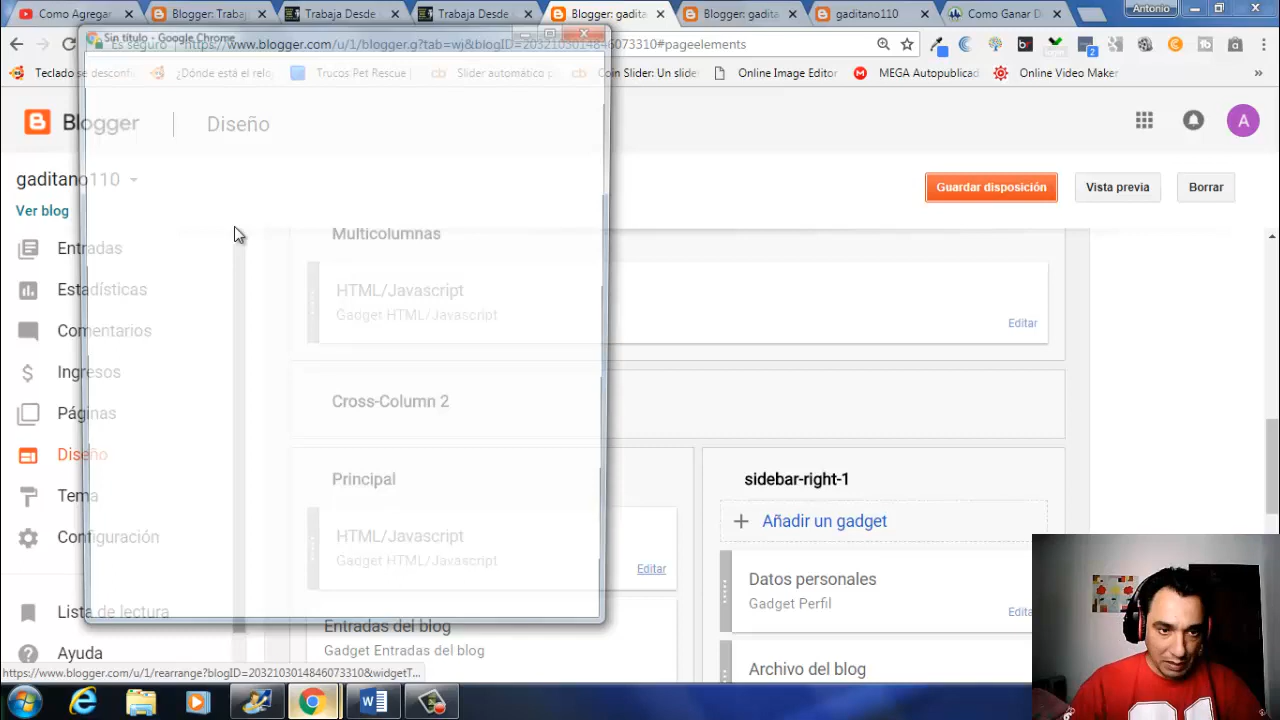 Como Agregar
Blogger: Traba
Trabaja Desde
Trabaja Desde
Blogger: gadita
Blogger: gadita
gaditano110
Como Ganar D
Antonio
Sin título - Google Chrome
Es seguro
https://www.blogger.com/u/1/blogger.g?tab=wj&blogID=2032103014846073310#pageelements
Teclado se desconfi
¿Dónde está el relo
Trucos Pet Rescue
Slider automático p
Coin Slider: Un slide
Online Image Editor
MEGA Autopublicad
Online Video Maker
»
Blogger
Diseño
A
gaditano110
Guardar disposición
Vista previa
Borrar
Ver blog
Entradas
Estadísticas
Comentarios
Ingresos
Páginas
Diseño
Tema
Configuración
Lista de lectura
Ayuda
Multicolumnas
HTML/Javascript
Gadget HTML/Javascript
Editar
Cross-Column 2
Principal
HTML/Javascript
Gadget HTML/Javascript
Editar
Entradas del blog
Gadget Entradas del blog
sidebar-right-1
Añadir un gadget
Datos personales
Gadget Perfil
Edita
Archivo del blog
https://www.blogger.com/u/1/rearrange?blogID=2032103014846073310&widgetT...